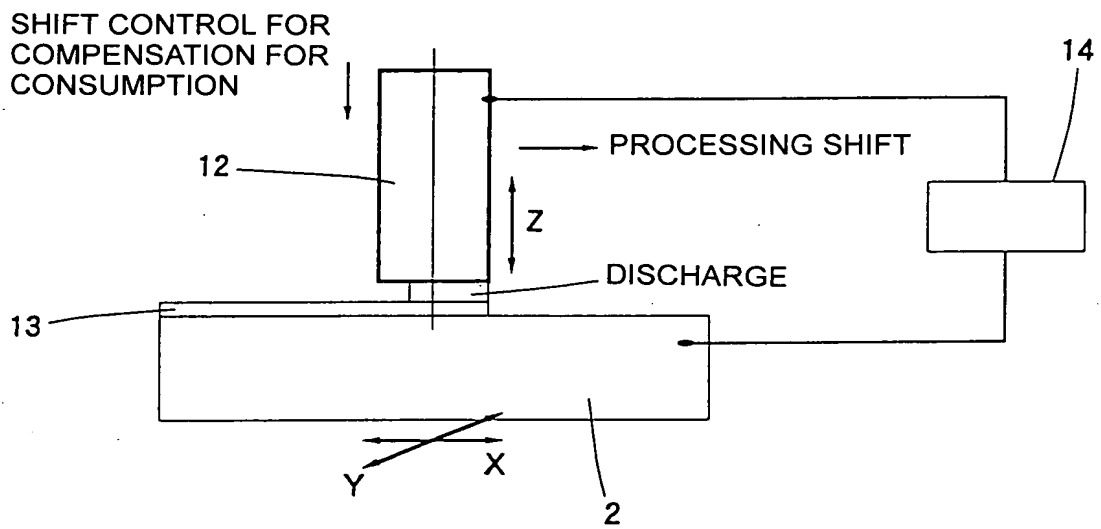 SHIFT CONTROL FOR
COMPENSATION FOR
CONSUMPTION
14
12
PROCESSING SHIFT
Z
DISCHARGE
13
X
Y
2